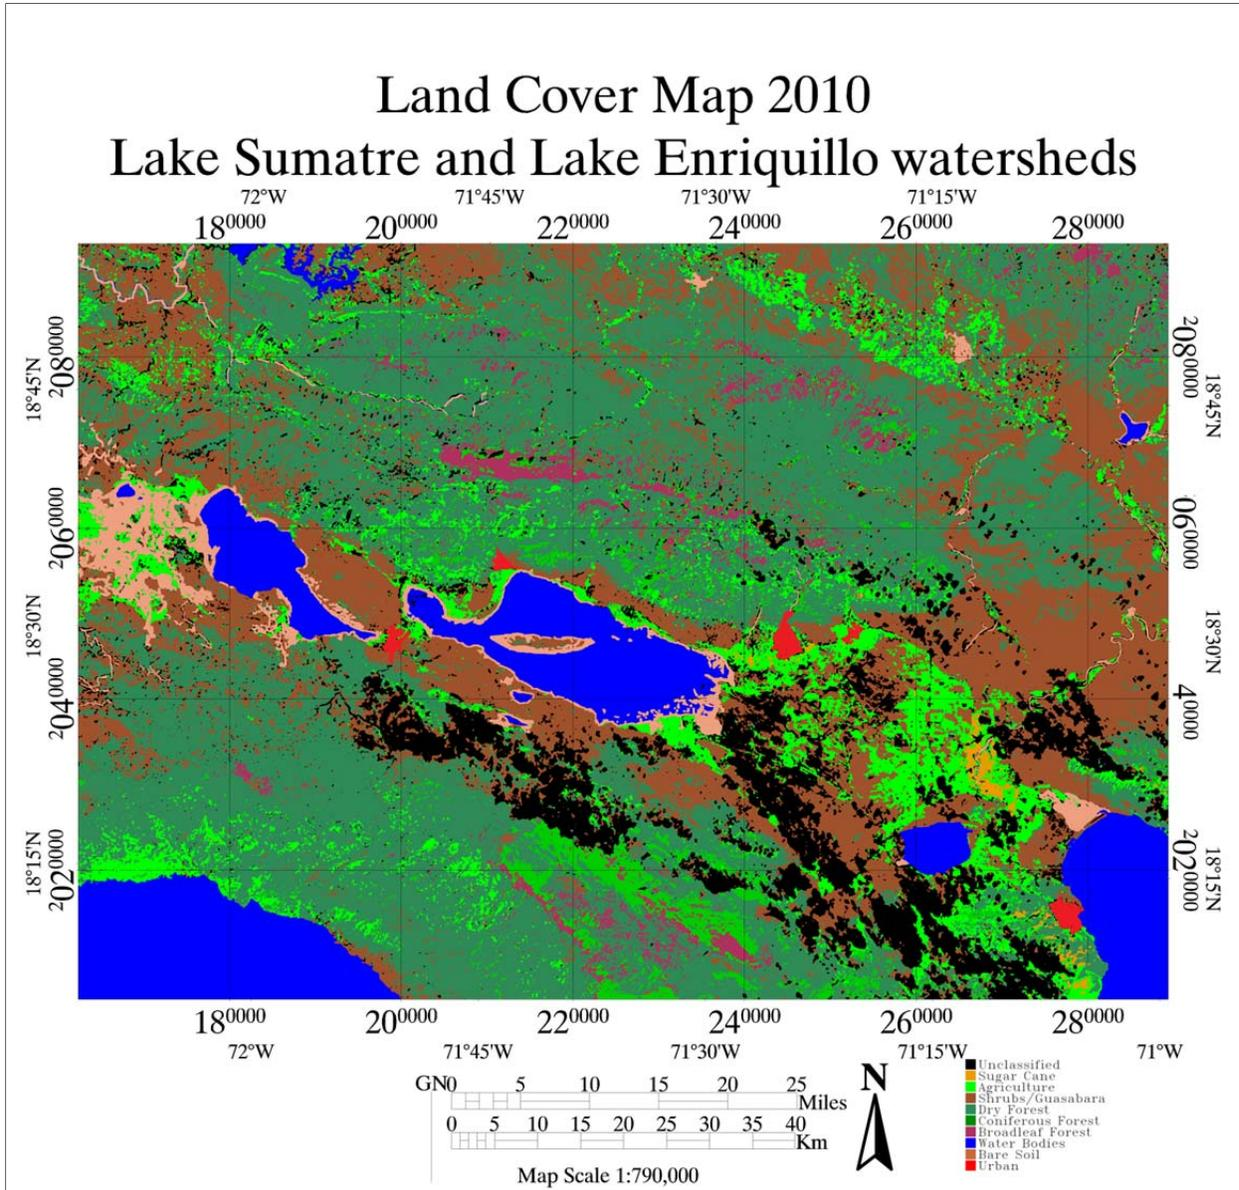 Land Cover Map 2010
Lake Sumatre and Lake Enriquillo watersheds
72°W 71°45'W 71°30'W 71°15'W
180000 200000 220000 240000 260000 280000
18°45'N
2080000
2080000
18°45'N
2060000
2060000
18°30'N
18°30'N
2040000
2040000
18°15'N
2020000
2020000
18°15'N
180000 200000 220000 240000 260000 280000
72°W 71°45'W 71°30'W 71°15'W 71°W
GN 0 5 10 15 20 25
Miles
0 5 10 15 20 25 30 35 40
Km
Map Scale 1:790,000
N
Unclassified
Sugar Cane
Agriculture
Shrubs/Guasabara
Dry Forest
Coniferous Forest
Broadleaf Forest
Water Bodies
Bare Soil
Urban